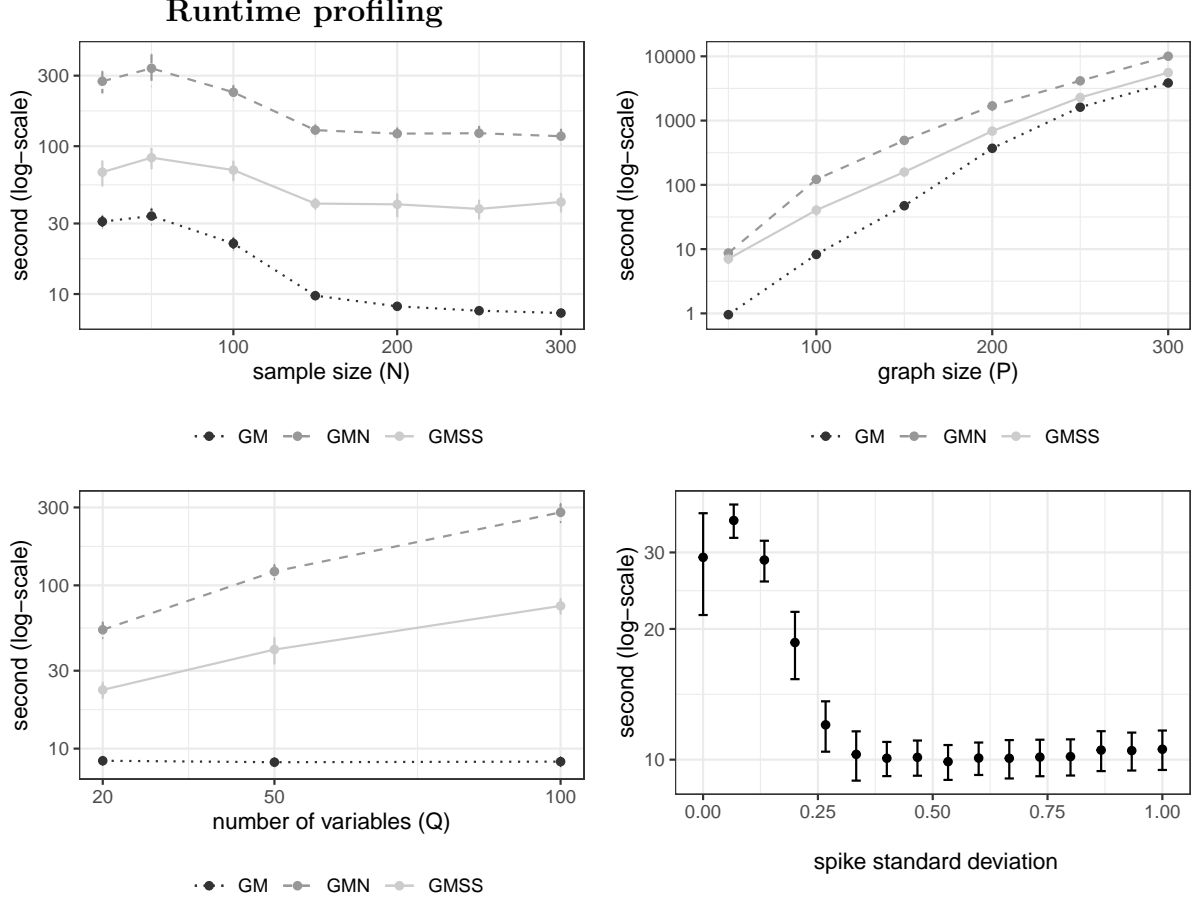 Runtime profiling
second (log−scale)
300
100
30
10
100
200
300
sample size (N)
GM
GMN
GMSS
second (log−scale)
10000
1000
100
10
1
100
200
300
graph size (P)
GM
GMN
GMSS
second (log−scale)
300
100
30
10
20
50
100
number of variables (Q)
GM
GMN
GMSS
second (log−scale)
30
20
10
0.00
0.25
0.50
0.75
1.00
spike standard deviation